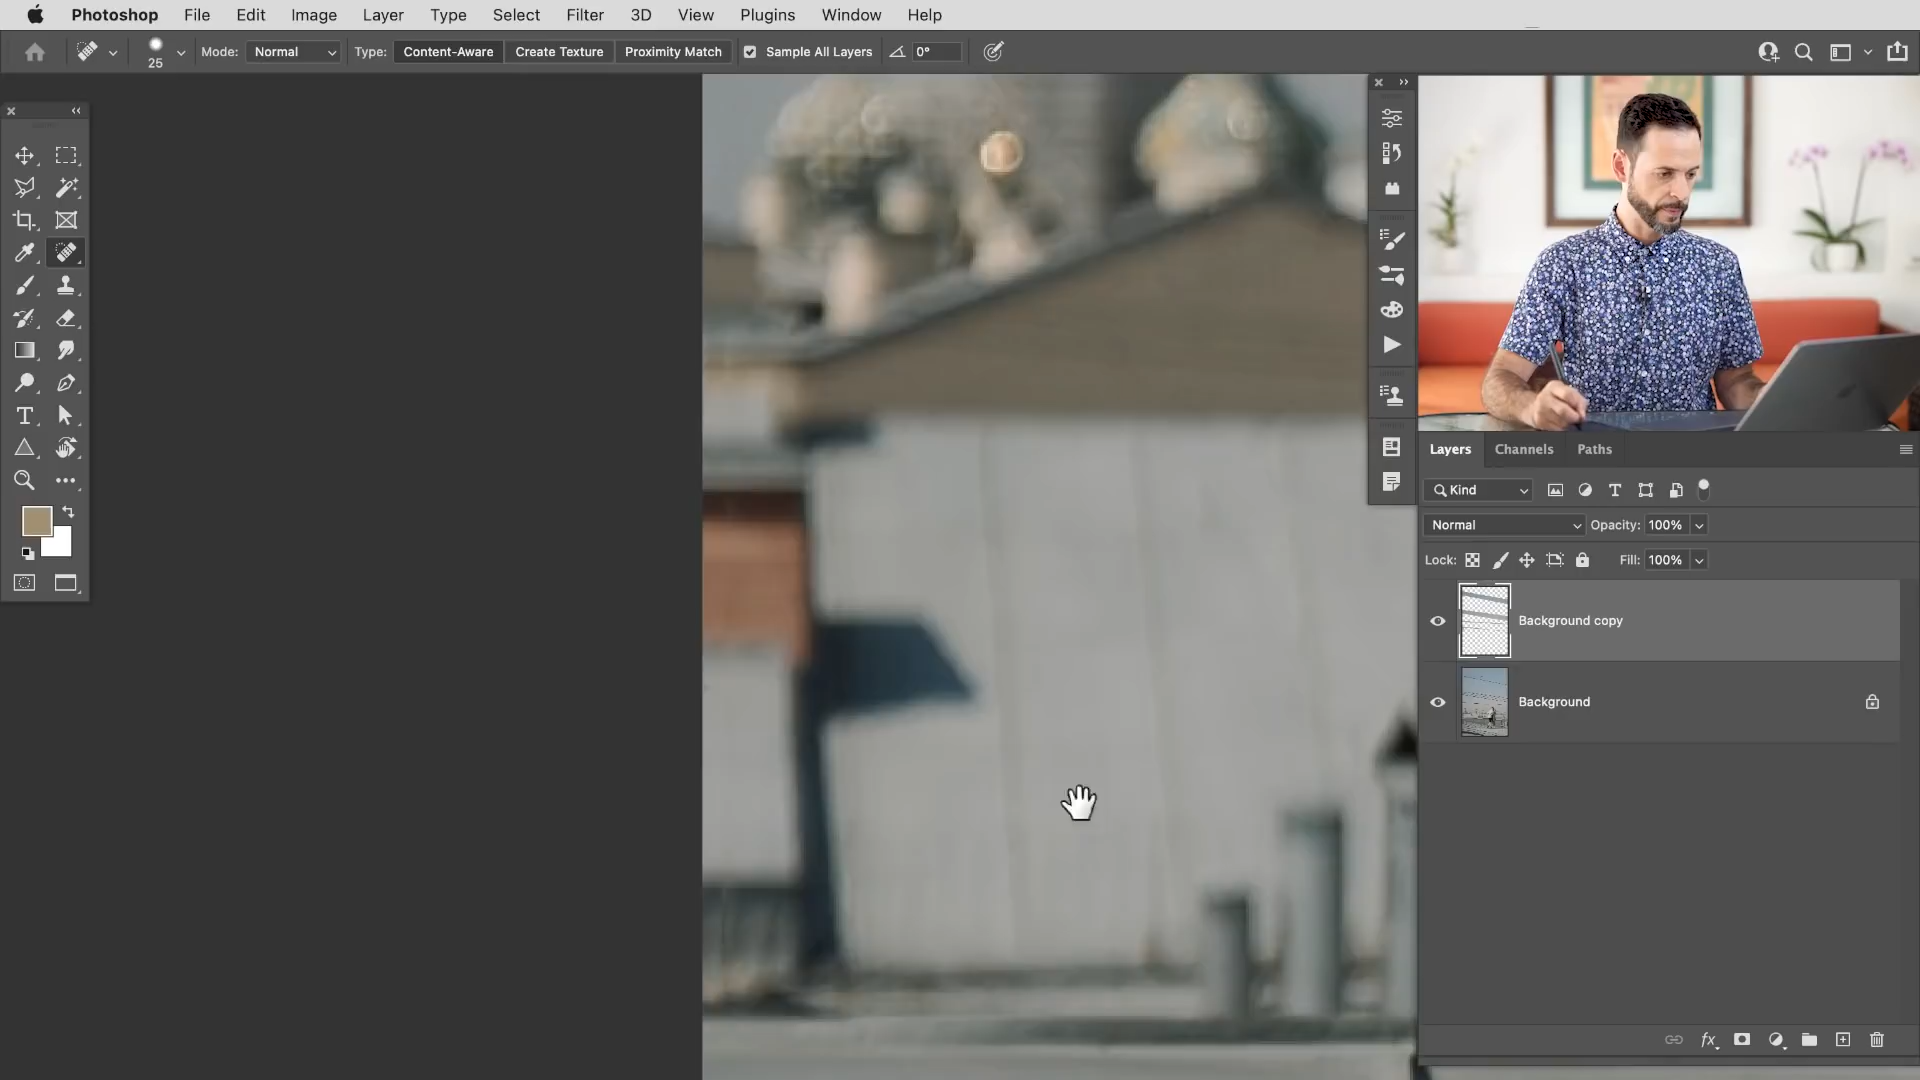 Photoshop File Edit Image Layer Type Select Filter 3D View Plugins Window Help
25 Mode: Normal Type: Content-Aware Create Texture Proximity Match Sample All Layers 0°
Layers Channels Paths
Kind
Normal Opacity: 100%
Lock: Fill: 100%
Background copy
Background
fx